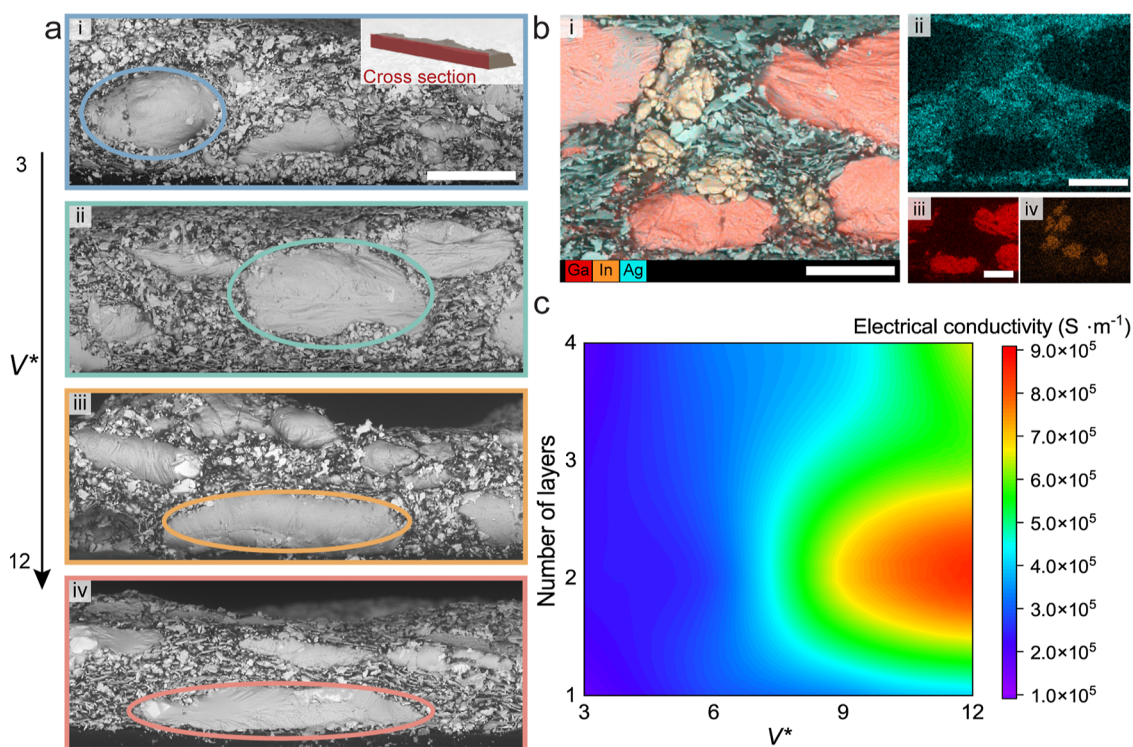 a
i
Cross section
3
ii
V*
iii
12
iv
b
i
Ga In Ag
ii
iii
iv
c
Electrical conductivity (S ·m⁻¹)
9.0×10⁵
8.0×10⁵
7.0×10⁵
6.0×10⁵
5.0×10⁵
4.0×10⁵
3.0×10⁵
2.0×10⁵
1.0×10⁵
Number of layers
4
3
2
1
3 6 9 12
V*